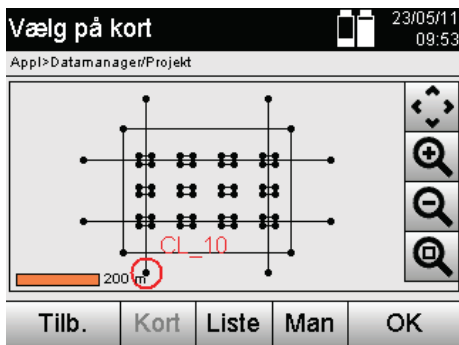 Vælg på kort
23/05/11
09:53
Appl>Datamanager/Projekt
CL_10
200 m
Tilb.
Kort
Liste
Man
OK